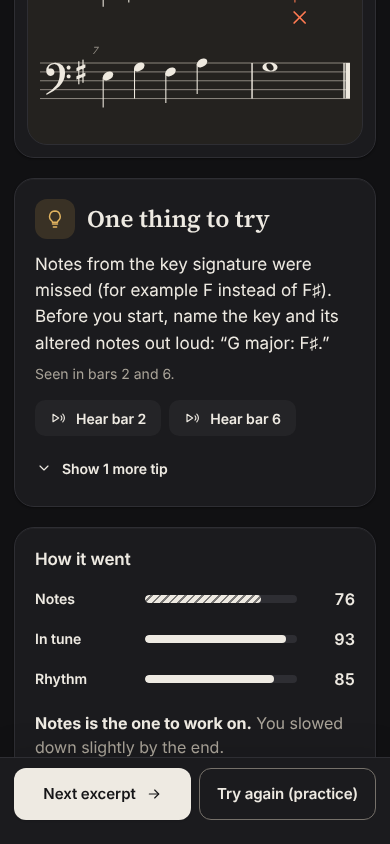 7
One thing to try
Notes from the key signature were
missed (for example F instead of F♯).
Before you start, name the key and its
altered notes out loud: “G major: F♯.”
Seen in bars 2 and 6.
Hear bar 2
Hear bar 6
Show 1 more tip
How it went
Notes 76
In tune 93
Rhythm 85
Notes is the one to work on. You slowed
down slightly by the end.
Next excerpt →
Try again (practice)